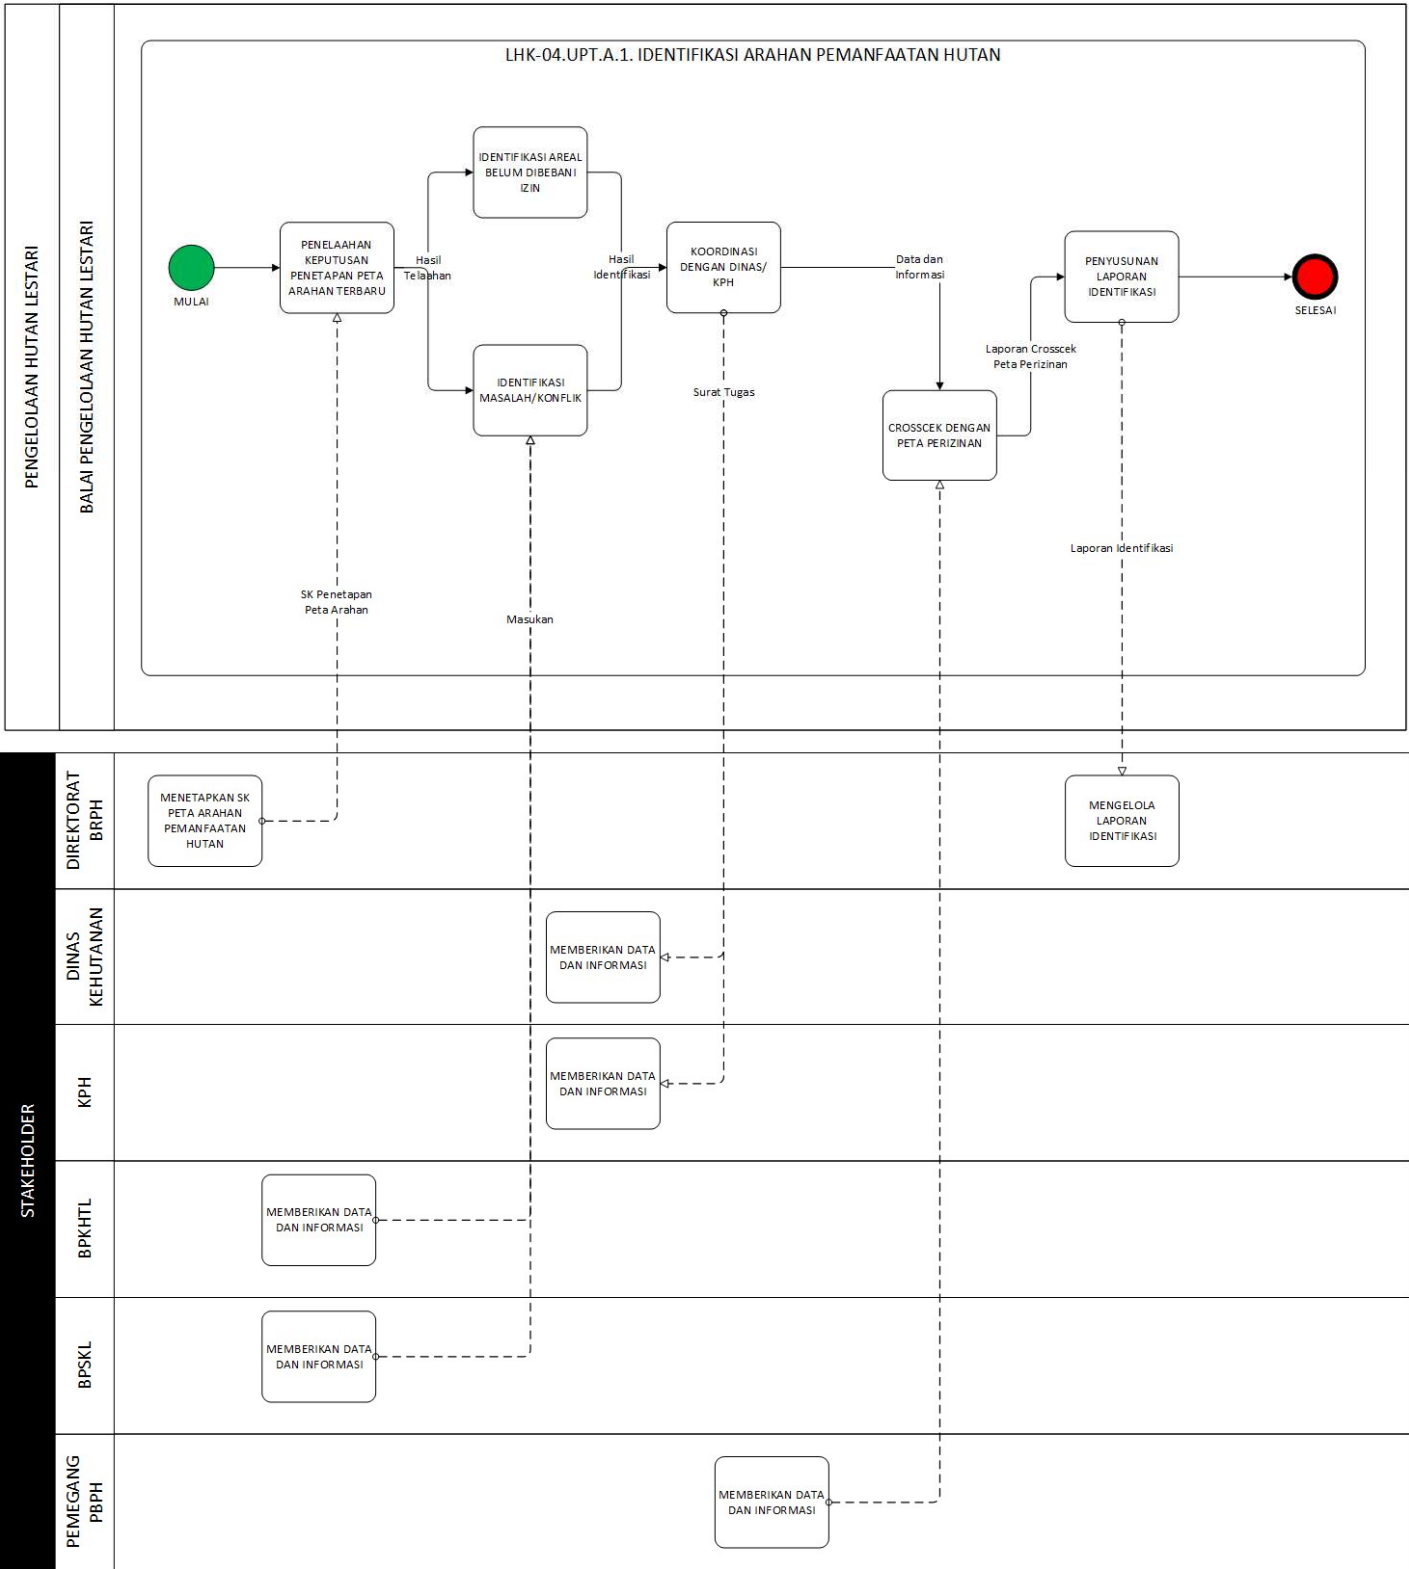 LHK-04.UPT.A.1. IDENTIFIKASI ARAHAN PEMANFAATAN HUTAN
PENGELOLAAN HUTAN LESTARI
BALAI PENGELOLAAN HUTAN LESTARI
MULAI
PENELAAHAN
KEPUTUSAN
PENETAPAN PETA
ARAHAN TERBARU
Hasil
Telaahan
IDENTIFIKASI AREAL
BELUM DIBEBANI
IZIN
IDENTIFIKASI
MASALAH/KONFLIK
Hasil
Identifikasi
KOORDINASI
DENGAN DINAS/
KPH
Data dan
Informasi
CROSSCEK DENGAN
PETA PERIZINAN
Laporan Crosscek
Peta Perizinan
PENYUSUNAN
LAPORAN
IDENTIFIKASI
SELESAI
Surat Tugas
Laporan Identifikasi
SK Penetapan
Peta Arahan
Masukan
STAKEHOLDER
DIREKTORAT
BRPH
MENETAPKAN SK
PETA ARAHAN
PEMANFAATAN
HUTAN
MENGELOLA
LAPORAN
IDENTIFIKASI
DINAS
KEHUTANAN
MEMBERIKAN DATA
DAN INFORMASI
KPH
MEMBERIKAN DATA
DAN INFORMASI
BPKHTL
MEMBERIKAN DATA
DAN INFORMASI
BPSKL
MEMBERIKAN DATA
DAN INFORMASI
PEMEGANG
PBPH
MEMBERIKAN DATA
DAN INFORMASI